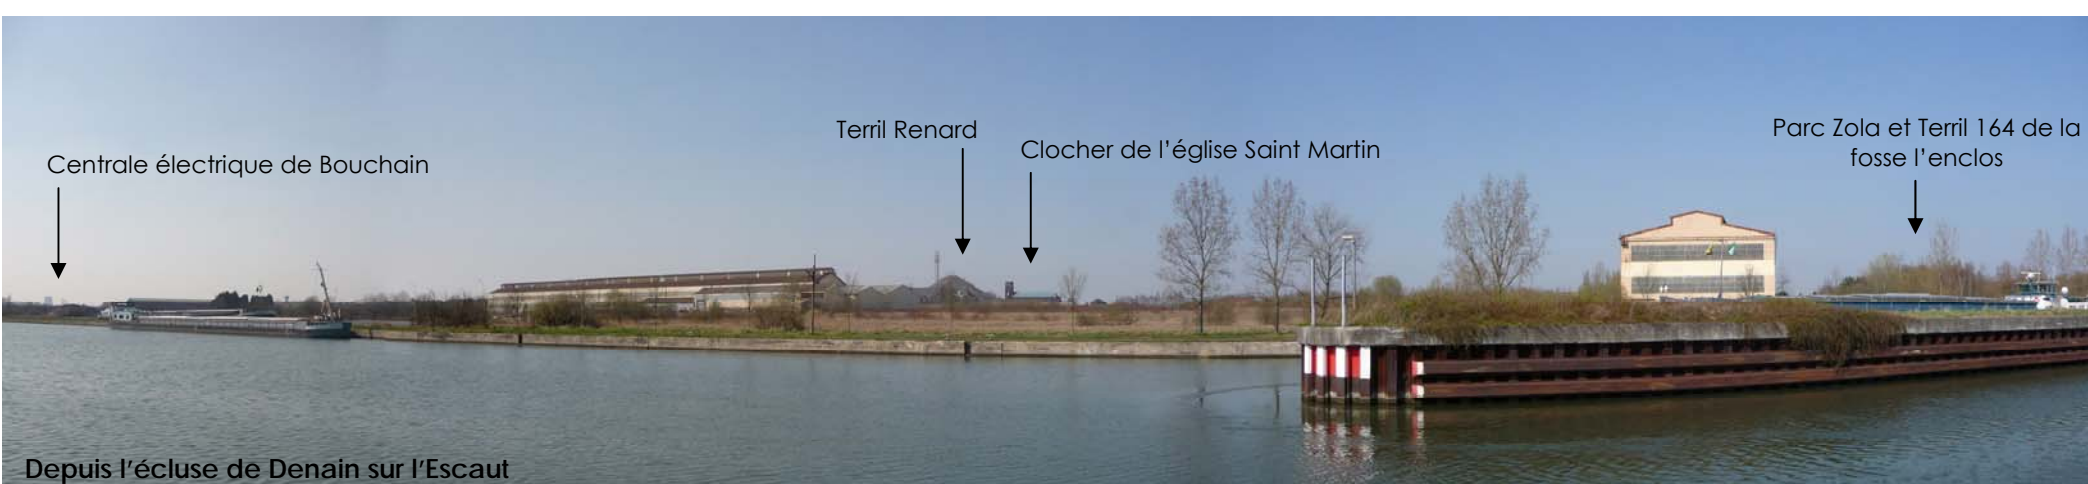 Centrale électrique de Bouchain
Terril Renard
Clocher de l'église Saint Martin
Parc Zola et Terril 164 de la
fosse l'enclos
Depuis l'écluse de Denain sur l'Escaut